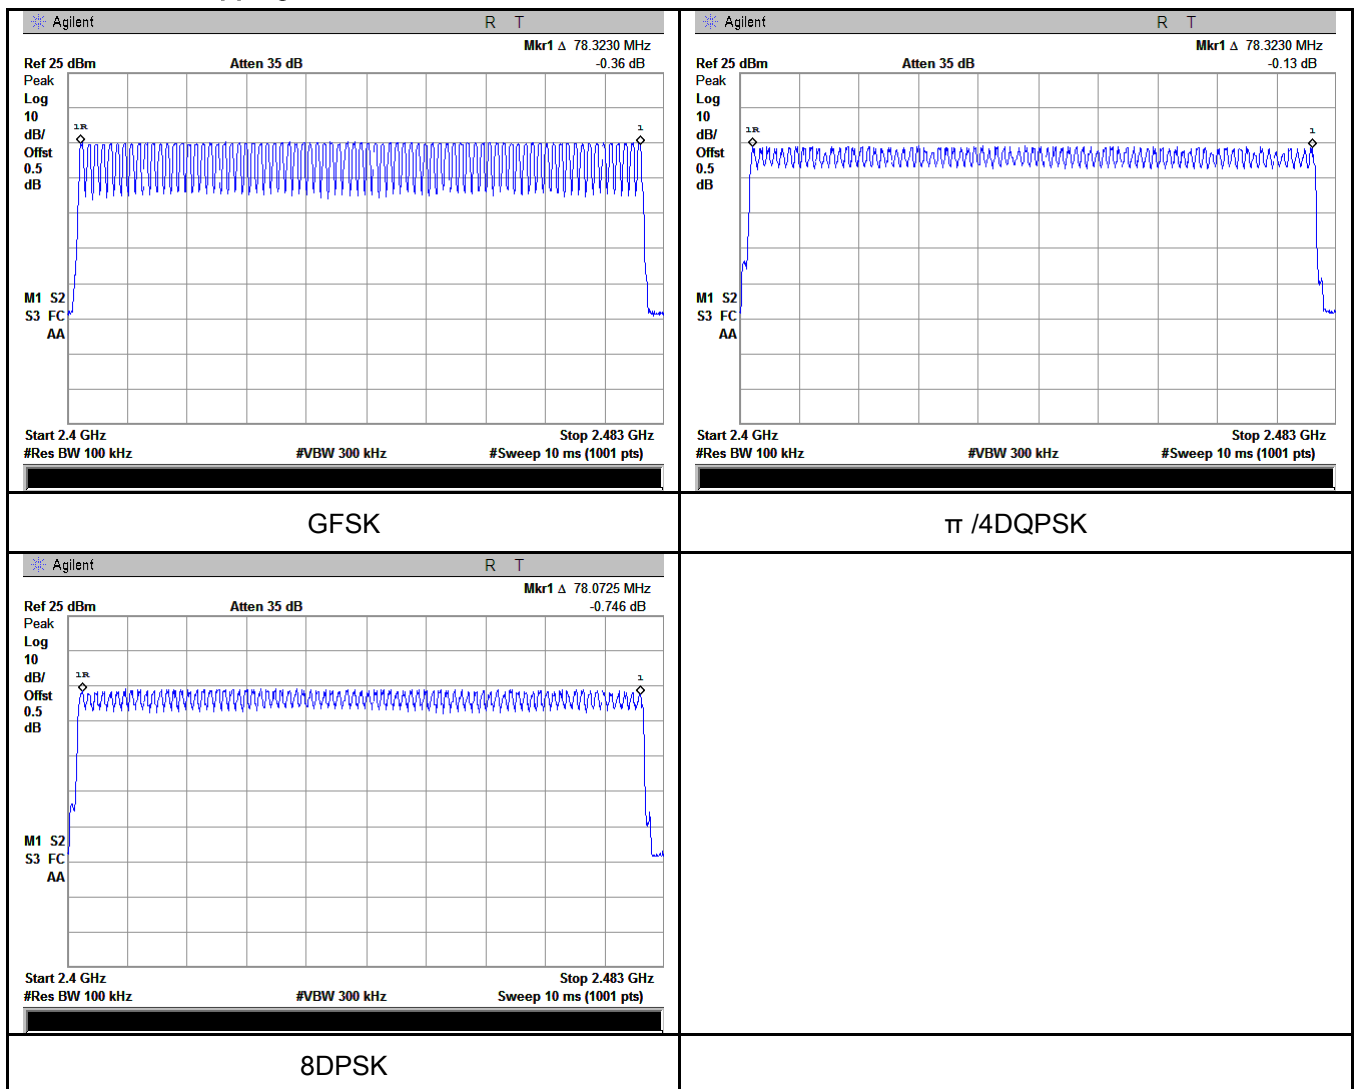 Agilent R T
Mkr1 Δ 78.3230 MHz
Ref 25 dBm Atten 35 dB -0.36 dB
Peak
Log
10
dB/
Offst
0.5
dB
1R
1
M1 S2
S3 FC
AA
Start 2.4 GHz Stop 2.483 GHz
#Res BW 100 kHz #VBW 300 kHz #Sweep 10 ms (1001 pts)
GFSK
Agilent R T
Mkr1 Δ 78.3230 MHz
Ref 25 dBm Atten 35 dB -0.13 dB
Peak
Log
10
dB/
Offst
0.5
dB
1R
1
M1 S2
S3 FC
AA
Start 2.4 GHz Stop 2.483 GHz
#Res BW 100 kHz #VBW 300 kHz #Sweep 10 ms (1001 pts)
π /4DQPSK
Agilent R T
Mkr1 Δ 78.0725 MHz
Ref 25 dBm Atten 35 dB -0.746 dB
Peak
Log
10
dB/
Offst
0.5
dB
1R
1
M1 S2
S3 FC
AA
Start 2.4 GHz Stop 2.483 GHz
#Res BW 100 kHz #VBW 300 kHz Sweep 10 ms (1001 pts)
8DPSK